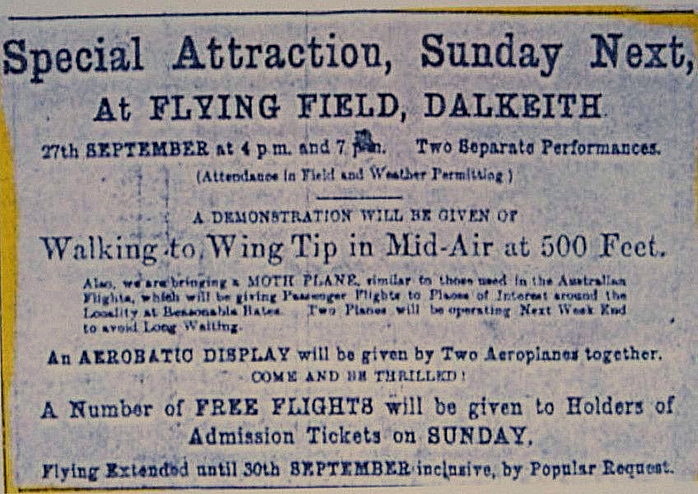 Special Attraction, Sunday Next,
At FLYING FIELD, DALKEITH
27th SEPTEMBER at 4 p.m. and 7 p.m. Two Separate Performances.
(Attendance in Field and Weather Permitting)
A DEMONSTRATION WILL BE GIVEN OF
Walking to Wing Tip in Mid-Air at 500 Feet.
Also, we are bringing a MOTH PLANE, similar to those used in the Australian
Flights, which will be giving Passenger Flights to Places of Interest around the
Locality at Reasonable Rates. Two Planes will be operating Next Week End
to avoid Long Waiting.
An AEROBATIC DISPLAY will be given by Two Aeroplanes together.
COME AND BE THRILLED!
A Number of FREE FLIGHTS will be given to Holders of
Admission Tickets on SUNDAY.
Flying Extended until 30th SEPTEMBER inclusive, by Popular Request.